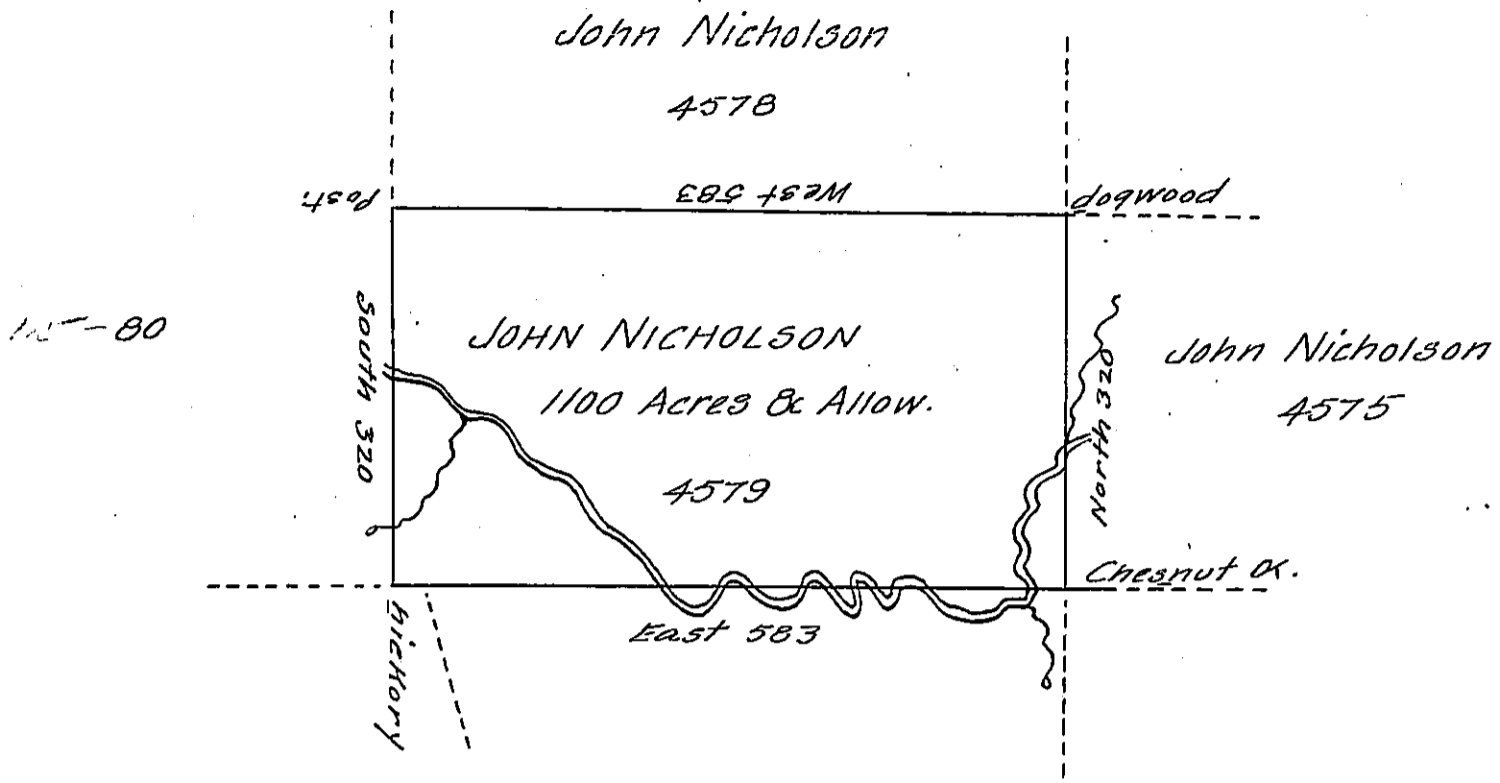 John Nicholson
4578
Post.
West 583
dogwood
South 320
- 80
JOHN NICHOLSON
1100 Acres & Allow.
4579
North 320
John Nicholson
4575
Chesnut OK.
East 583
hickory